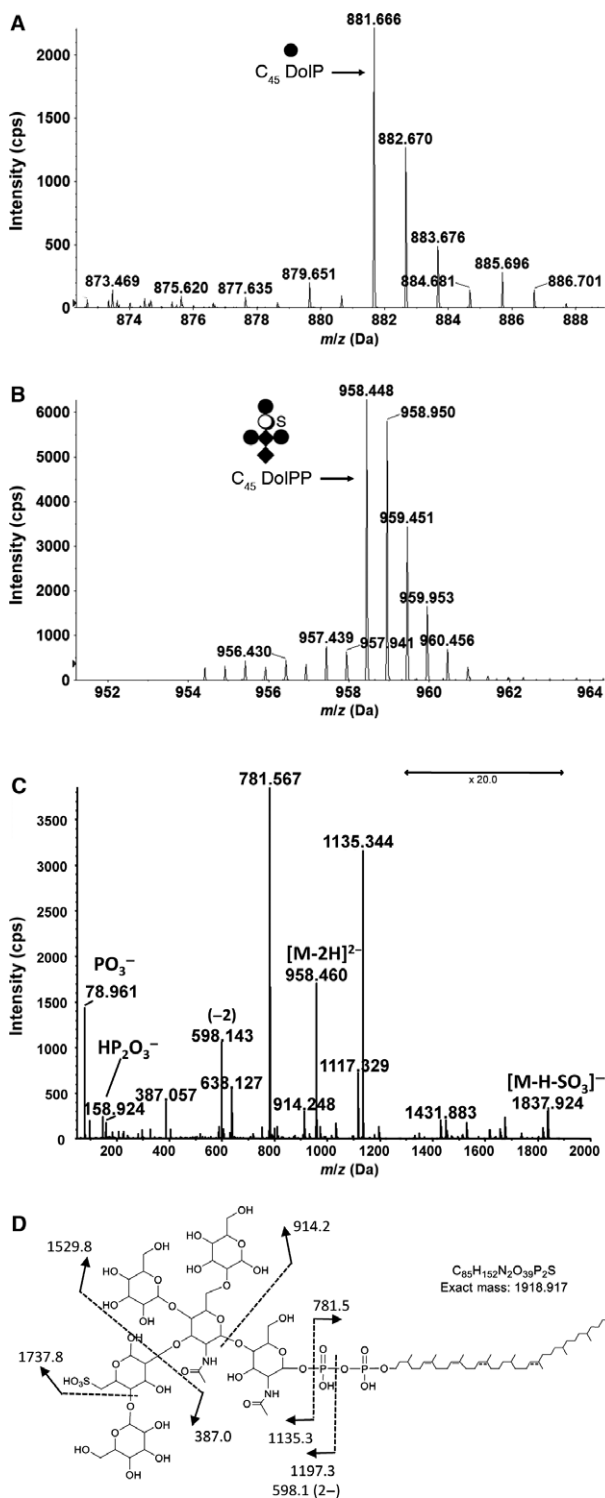 A
Intensity (cps)
2000
1500
1000
500
0
C₄₅ DolP
881.666
882.670
883.676
884.681
885.696
886.701
873.469
875.620
877.635
879.651
874 876 878 880 882 884 886 888
m/z (Da)
B
Intensity (cps)
6000
5000
4000
3000
2000
1000
0
S
C₄₅ DolPP
958.448
958.950
959.451
959.953
960.456
956.430
957.439
957.941
952 954 956 958 960 962 964
m/z (Da)
C
Intensity (cps)
3500
3000
2500
2000
1500
1000
500
0
x 20.0
781.567
1135.344
[M-2H]²⁻
958.460
PO₃⁻
78.961
(−2)
598.143
HP₂O₃⁻
158.924
387.057
638.127
914.248
1117.329
1431.883
[M-H-SO₃]⁻
1837.924
200 400 600 800 1000 1200 1400 1600 1800 2000
m/z (Da)
D
1529.8
914.2
C₈₅H₁₅₂N₂O₃₉P₂S
Exact mass: 1918.917
781.5
1737.8
387.0
1135.3
1197.3
598.1 (2−)